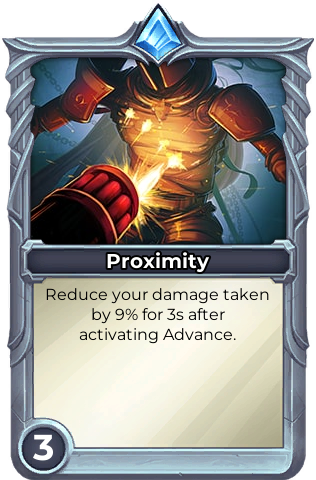 Proximity
Reduce your damage taken
by 9% for 3s after
activating Advance.
3